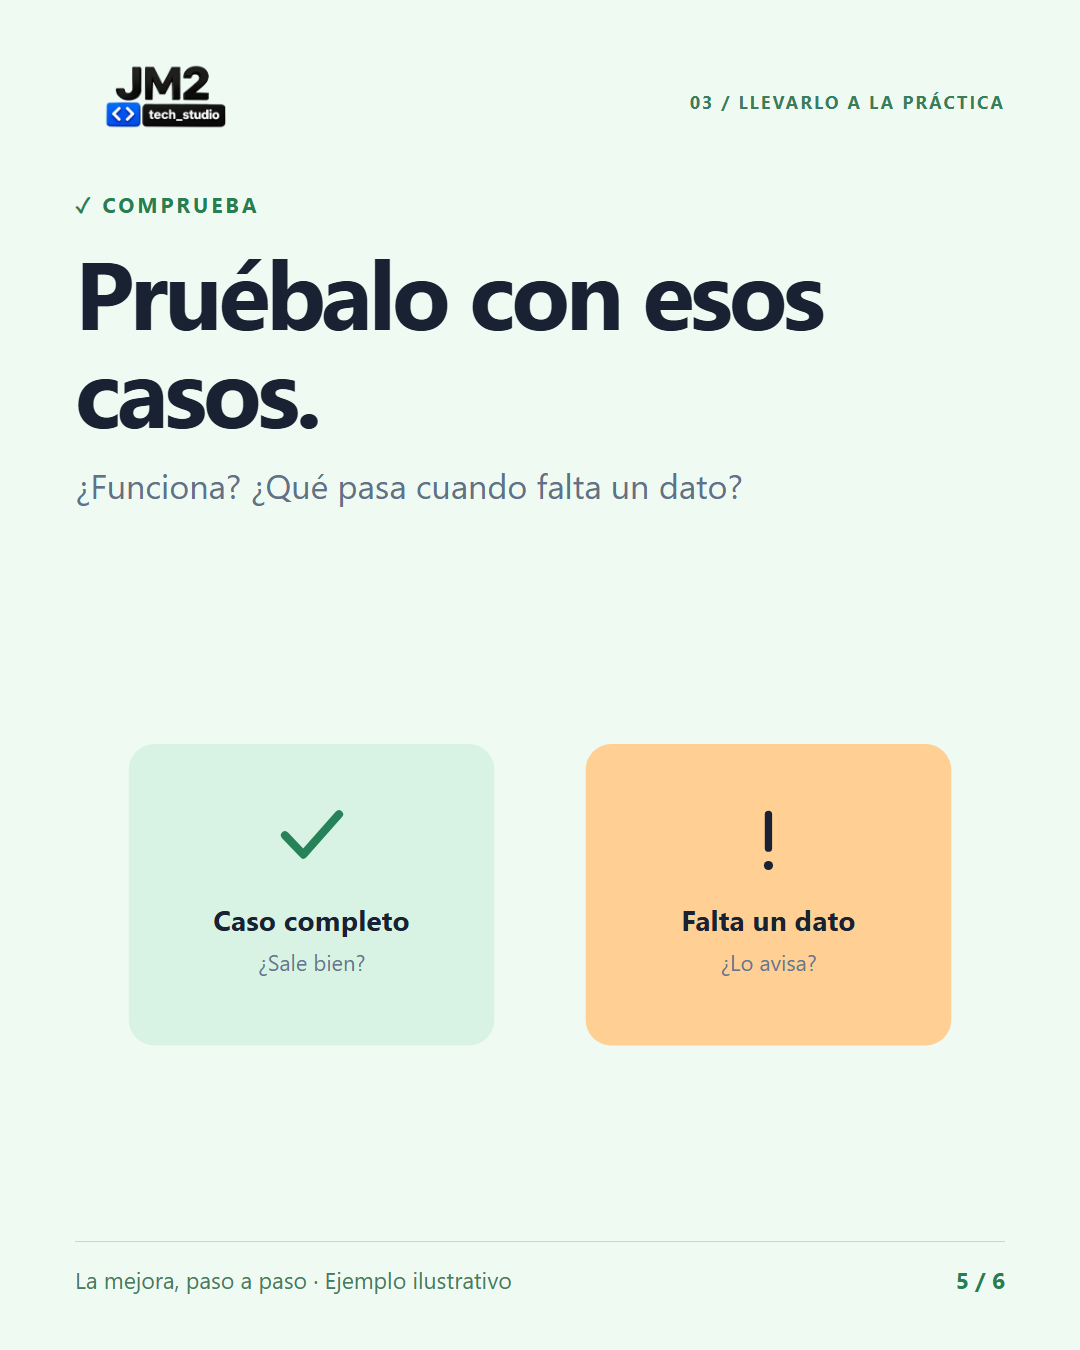 JM2
<> tech_studio
03 / LLEVARLO A LA PRÁCTICA
✓ COMPRUEBA
Pruébalo con esos
casos.
¿Funciona? ¿Qué pasa cuando falta un dato?
Caso completo
¿Sale bien?
Falta un dato
¿Lo avisa?
La mejora, paso a paso · Ejemplo ilustrativo
5 / 6